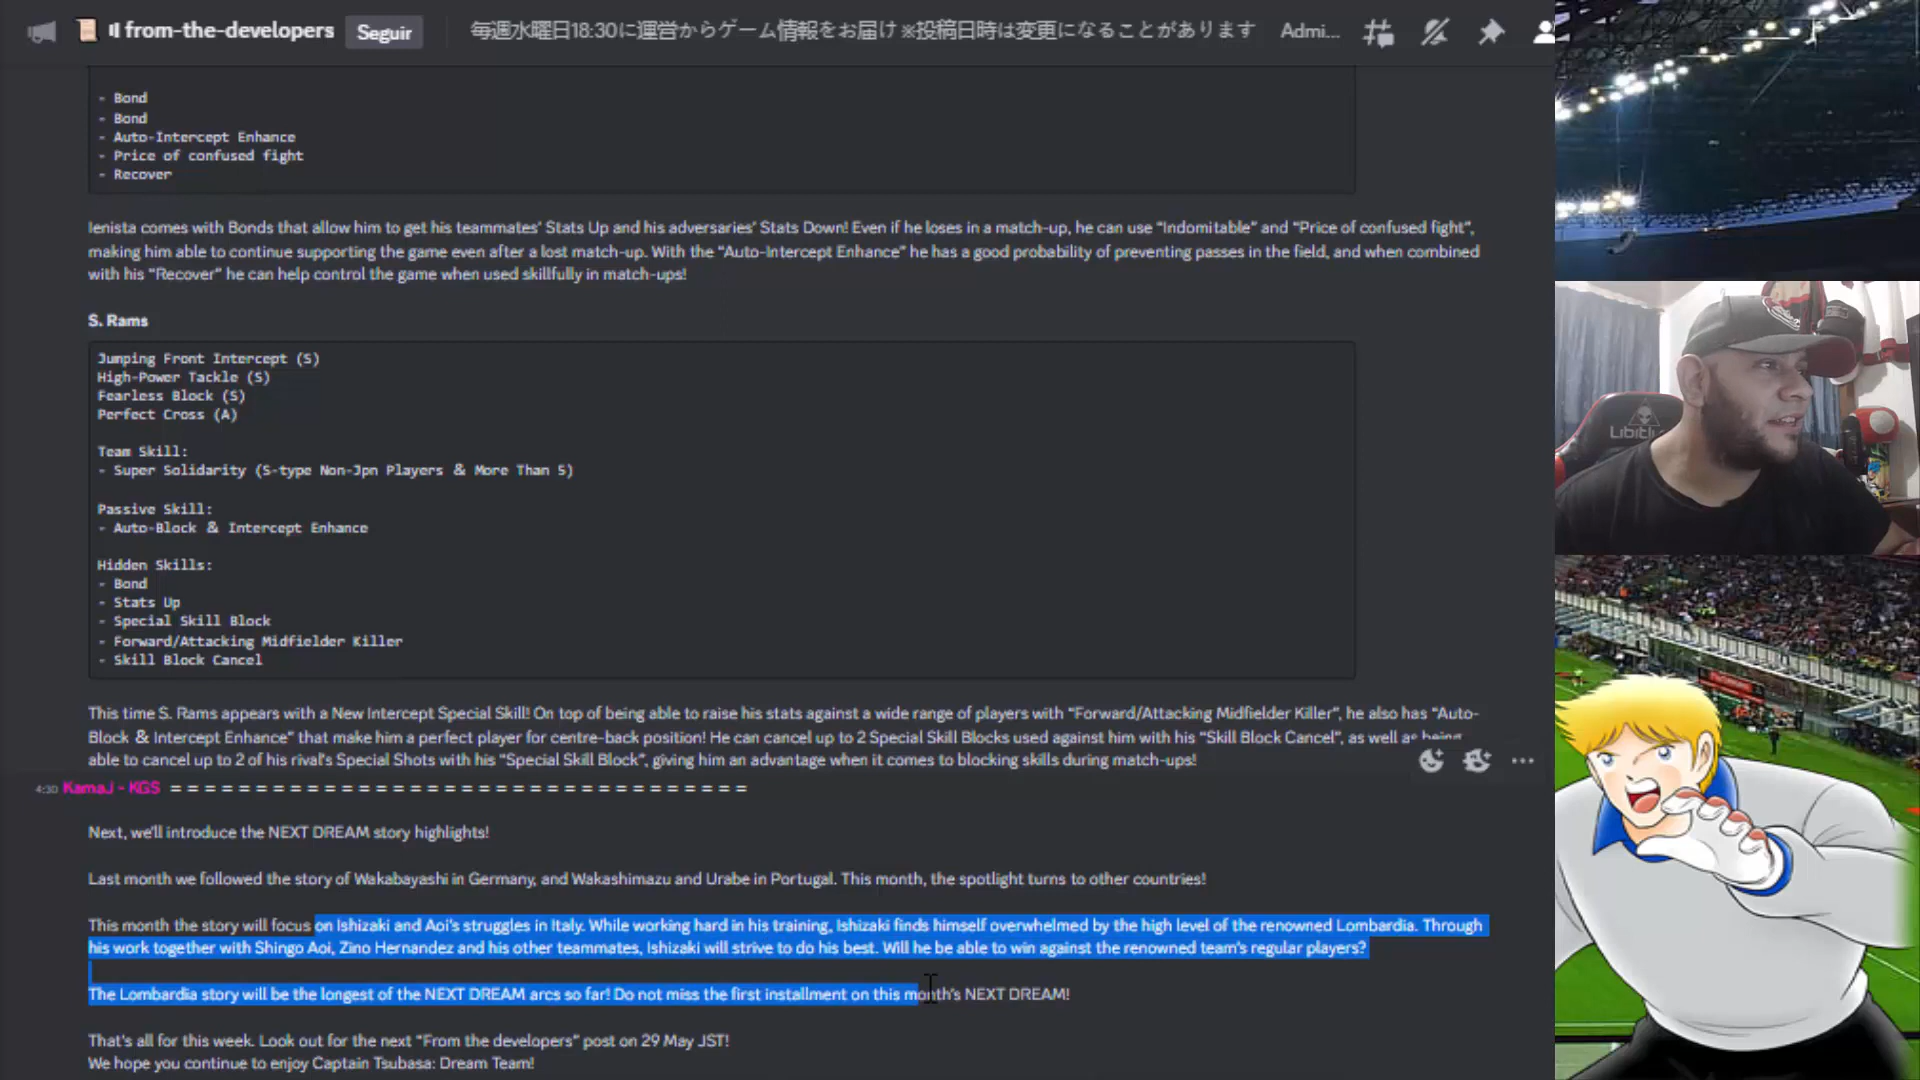 from-the-developers
Seguir
毎週水曜日18:30に運営からゲーム情報をお届け ※投稿日時は変更になることがあります
Admi...
- Bond
- Bond
- Auto-Intercept Enhance
- Price of confused fight
- Recover
Ienista comes with Bonds that allow him to get his teammates' Stats Up and his adversaries' Stats Down! Even if he loses in a match-up, he can use "Indomitable" and "Price of confused fight",
making him able to continue supporting the game even after a lost match-up. With the "Auto-Intercept Enhance" he has a good probability of preventing passes in the field, and when combined
with his "Recover" he can help control the game when used skillfully in match-ups!
S. Rams
Jumping Front Intercept (S)
High-Power Tackle (S)
Fearless Block (S)
Perfect Cross (A)
Team Skill:
- Super Solidarity (S-type Non-Jpn Players & More Than 5)
Passive Skill:
- Auto-Block & Intercept Enhance
Hidden Skills:
- Bond
- Stats Up
- Special Skill Block
- Forward/Attacking Midfielder Killer
- Skill Block Cancel
This time S. Rams appears with a New Intercept Special Skill! On top of being able to raise his stats against a wide range of players with "Forward/Attacking Midfielder Killer", he also has "Auto-
Block & Intercept Enhance" that make him a perfect player for centre-back position! He can cancel up to 2 Special Skill Blocks used against him with his "Skill Block Cancel", as well as being
able to cancel up to 2 of his rival's Special Shots with his "Special Skill Block", giving him an advantage when it comes to blocking skills during match-ups!
4:30 KamaJ - KGS ==================================
Next, we'll introduce the NEXT DREAM story highlights!
Last month we followed the story of Wakabayashi in Germany, and Wakashimazu and Urabe in Portugal. This month, the spotlight turns to other countries!
This month the story will focus on Ishizaki and Aoi's struggles in Italy. While working hard in his training, Ishizaki finds himself overwhelmed by the high level of the renowned Lombardia. Through
his work together with Shingo Aoi, Zino Hernandez and his other teammates, Ishizaki will strive to do his best. Will he be able to win against the renowned team's regular players?
The Lombardia story will be the longest of the NEXT DREAM arcs so far! Do not miss the first installment on this month's NEXT DREAM!
That's all for this week. Look out for the next "From the developers" post on 29 May JST!
We hope you continue to enjoy Captain Tsubasa: Dream Team!